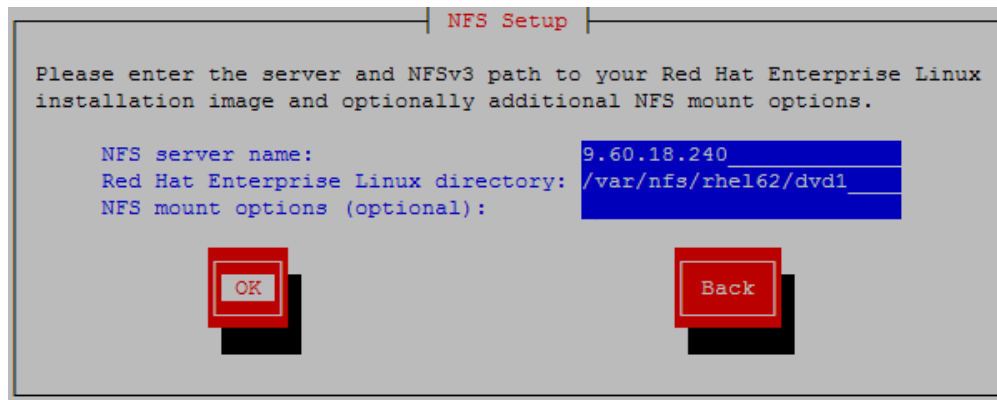 NFS Setup
Please enter the server and NFSv3 path to your Red Hat Enterprise Linux
installation image and optionally additional NFS mount options.
NFS server name: 9.60.18.240
Red Hat Enterprise Linux directory: /var/nfs/rhel62/dvd1
NFS mount options (optional):
OK Back